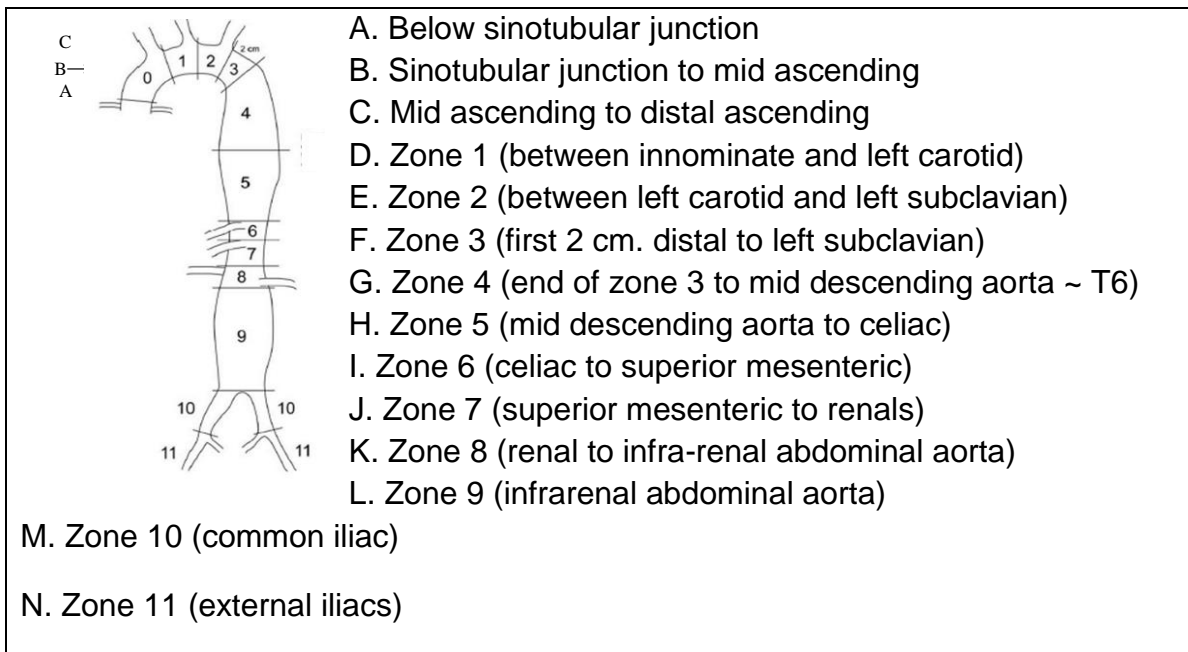 C
B—
A
0
1
2
2 cm
3
4
5
6
7
8
9
10
10
11
11
A. Below sinotubular junction
B. Sinotubular junction to mid ascending
C. Mid ascending to distal ascending
D. Zone 1 (between innominate and left carotid)
E. Zone 2 (between left carotid and left subclavian)
F. Zone 3 (first 2 cm. distal to left subclavian)
G. Zone 4 (end of zone 3 to mid descending aorta ~ T6)
H. Zone 5 (mid descending aorta to celiac)
I. Zone 6 (celiac to superior mesenteric)
J. Zone 7 (superior mesenteric to renals)
K. Zone 8 (renal to infra-renal abdominal aorta)
L. Zone 9 (infrarenal abdominal aorta)
M. Zone 10 (common iliac)
N. Zone 11 (external iliacs)